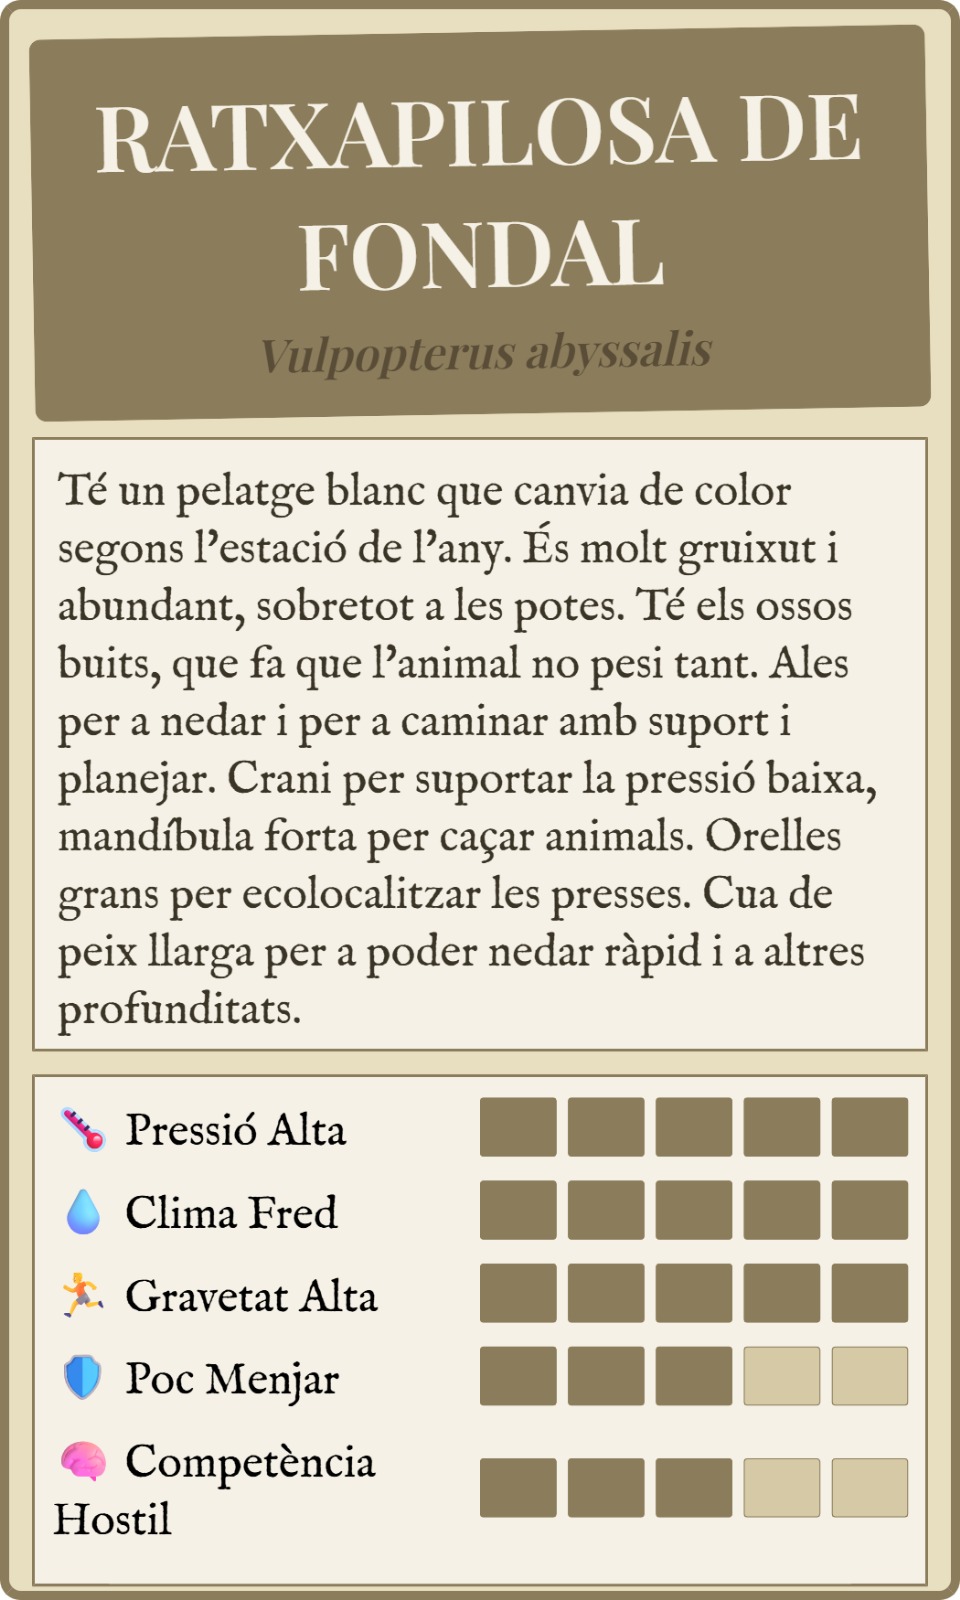 RATXAPILOSA DE
FONDAL
Vulpopterus abyssalis
Té un pelatge blanc que canvia de color
segons l'estació de l'any. És molt gruixut i
abundant, sobretot a les potes. Té els ossos
buits, que fa que l'animal no pesi tant. Ales
per a nedar i per a caminar amb suport i
planejar. Crani per suportar la pressió baixa,
mandíbula forta per caçar animals. Orelles
grans per ecolocalitzar les presses. Cua de
peix llarga per a poder nedar ràpid i a altres
profunditats.
Pressió Alta
Clima Fred
Gravetat Alta
Poc Menjar
Competència
Hostil